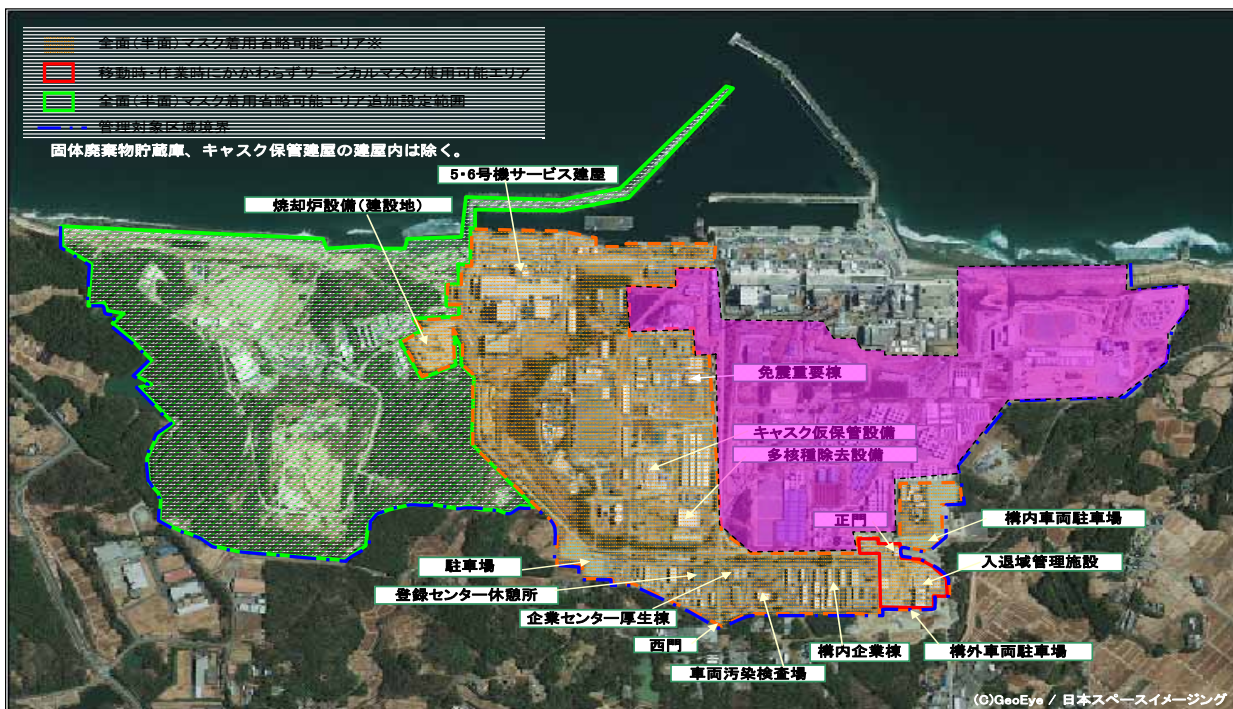 全面(半面)マスク着用省略可能エリア※
移動時・作業時にかかわらずサージカルマスク使用可能エリア
全面(半面)マスク着用省略可能エリア追加設定範囲
管理対象区域境界
固体廃棄物貯蔵庫、キャスク保管建屋の建屋内は除く。
5・6号機サービス建屋
焼却炉設備(建設地)
免震重要棟
キャスク仮保管設備
多核種除去設備
正門
構内車両駐車場
駐車場
入退域管理施設
登録センター休憩所
企業センター厚生棟
西門
構内企業棟
構外車両駐車場
車両汚染検査場
(C)GeoEye / 日本スペースイメージング